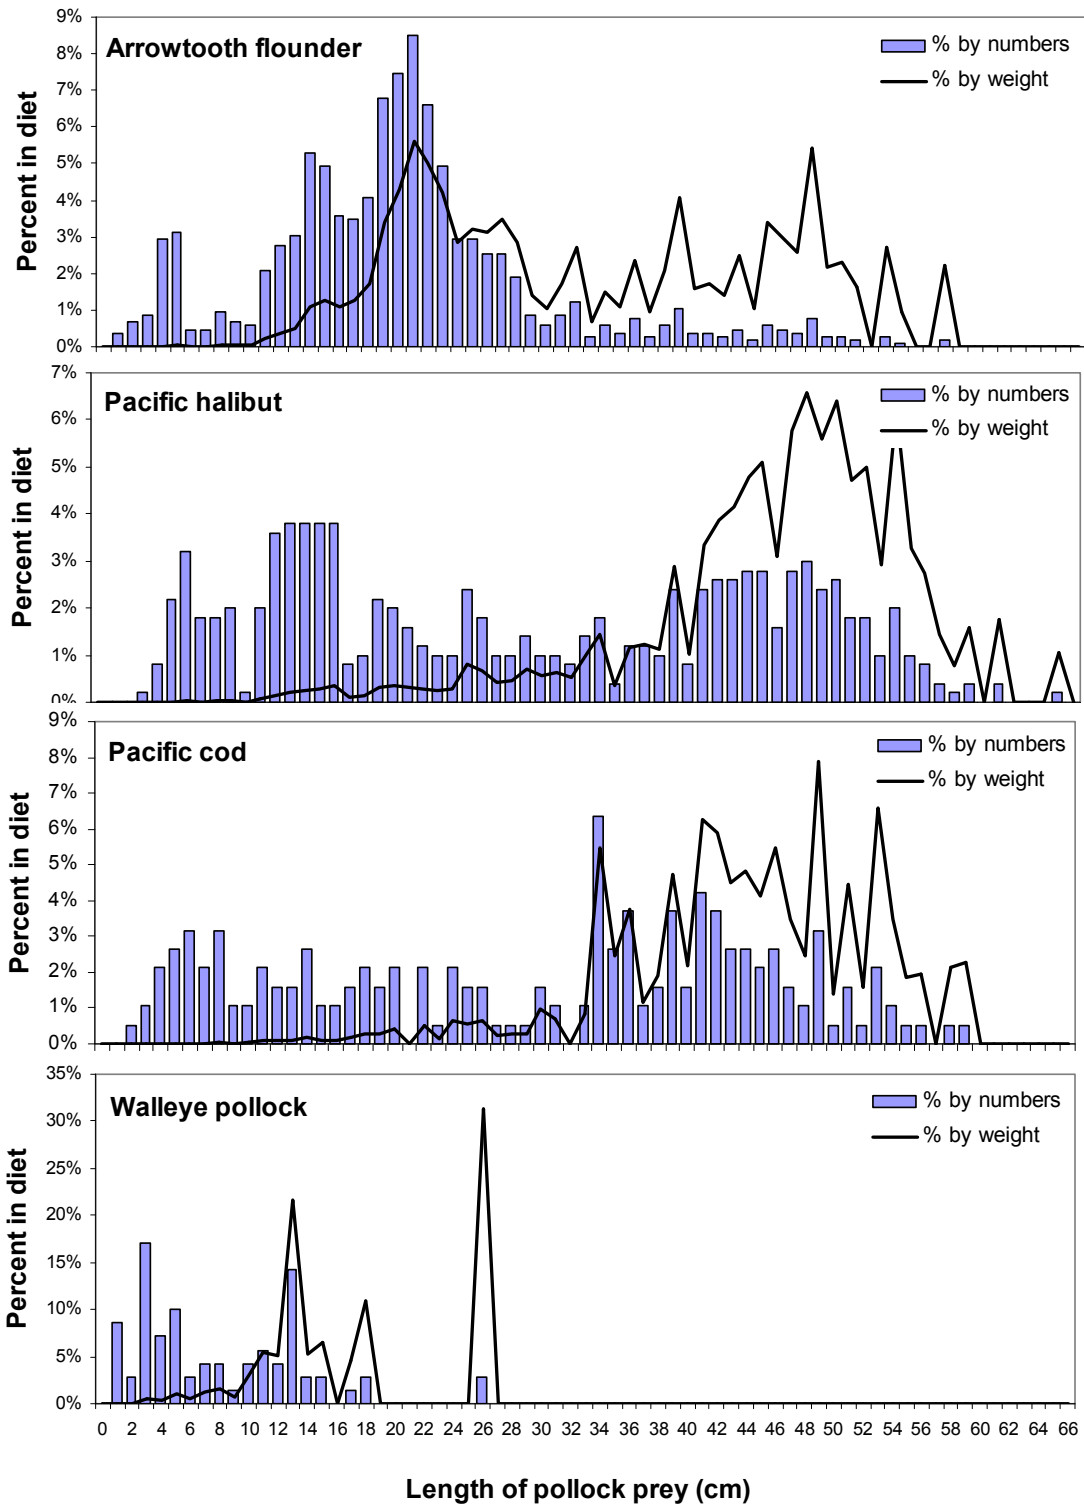 9%
Arrowtooth flounder
% by numbers
8%
% by weight
7%
6%
5%
4%
3%
2%
1%
0%
Percent in diet
7%
Pacific halibut
% by numbers
6%
% by weight
5%
4%
3%
2%
1%
0%
Percent in diet
9%
Pacific cod
% by numbers
8%
% by weight
7%
6%
5%
4%
3%
2%
1%
0%
Percent in diet
35%
Walleye pollock
% by numbers
30%
% by weight
25%
20%
15%
10%
5%
0%
Percent in diet
0 2 4 6 8 10 12 14 16 18 20 22 24 26 28 30 32 34 36 38 40 42 44 46 48 50 52 54 56 58 60 62 64 66
Length of pollock prey (cm)